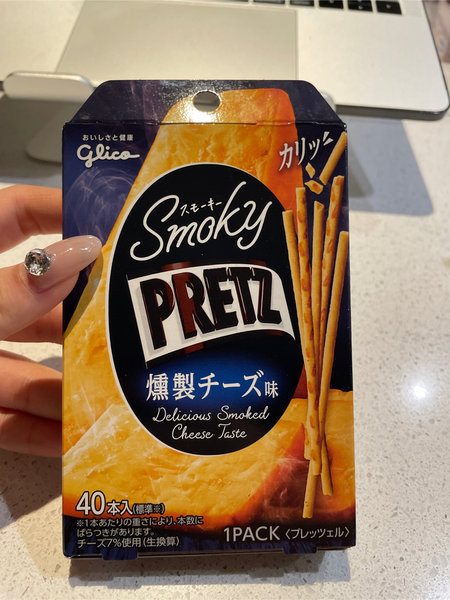 おいしさと健康
glico
カリッ
スモーキー
Smoky
PRETZ
燻製チーズ味
Delicious Smoked
Cheese Taste
40本入(標準※)
※1本あたりの重さにより、本数に
ばらつきがあります。
チーズ7%使用(生換算)
1PACK〈プレッツェル〉